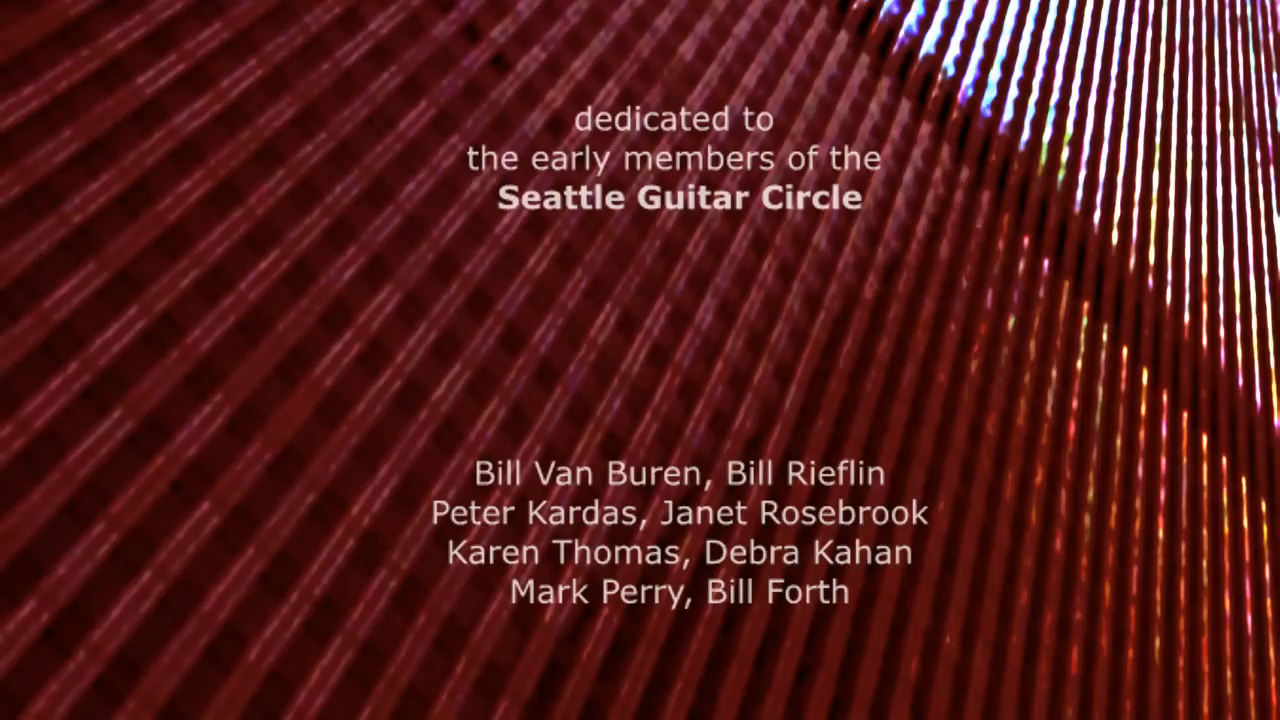 dedicated to
the early members of the
Seattle Guitar Circle
Bill Van Buren, Bill Rieflin
Peter Kardas, Janet Rosebrook
Karen Thomas, Debra Kahan
Mark Perry, Bill Forth